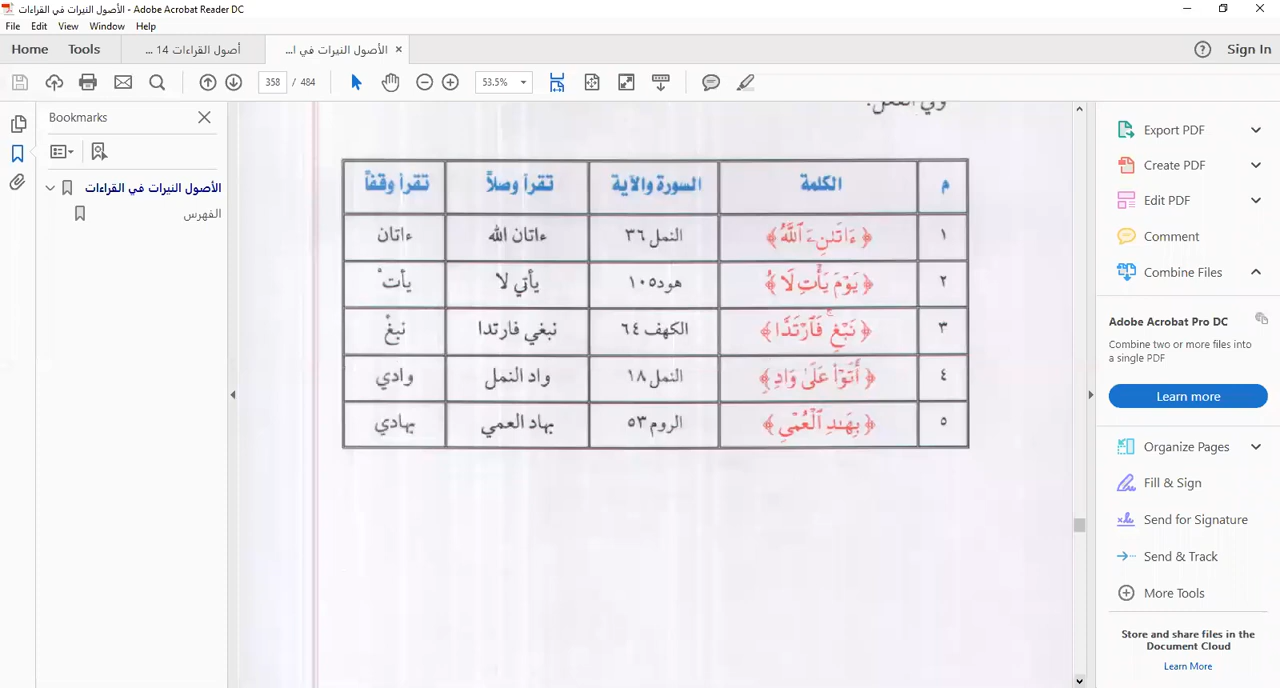 الأصول النيرات في القراءات - Adobe Acrobat Reader DC
File Edit View Window Help
Home Tools أصول القراءات 14 ... الأصول النيرات في ا... × Sign In
358 / 484 53.5%
Bookmarks
الأصول النيرات في القراءات
الفهرس
وفي الفعل:
م الكلمة السورة والآية تقرأ وصلاً تقرأ وقفاً
١ ﴿ ءَاتَىٰنِۦَ ٱللَّهُ ﴾ النمل ٣٦ ءاتان الله ءاتان
٢ ﴿ يَوْمَ يَأْتِ لَا ﴾ هود١٠٥ يأتي لا يأتْ
٣ ﴿ نَبْغِ ۚ فَٱرْتَدَّا ﴾ الكهف ٦٤ نبغي فارتدا نبغْ
٤ ﴿ أَتَوْا۟ عَلَىٰ وَادِ ﴾ النمل ١٨ واد النمل وادي
٥ ﴿ بِهَـٰدِ ٱلْعُمْىِ ﴾ الروم ٥٣ بهاد العمي بهادي
Export PDF
Create PDF
Edit PDF
Comment
Combine Files
Adobe Acrobat Pro DC
Combine two or more files into
a single PDF
Learn more
Organize Pages
Fill & Sign
Send for Signature
Send & Track
More Tools
Store and share files in the
Document Cloud
Learn More